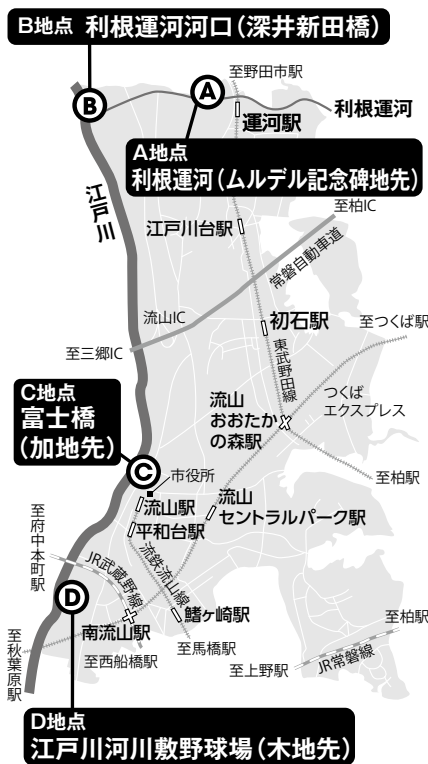 B地点 利根運河河口(深井新田橋)
至野田市駅
A
B
利根運河
運河駅
A地点
利根運河(ムルデル記念碑地先)
江戸川
至柏IC
江戸川台駅
常磐自動車道
流山IC
初石駅
至つくば駅
至三郷IC
東武野田線
つくば
エクスプレス
C地点
富士橋
(加地先)
流山
おおたか
の森駅
C
市役所
至柏駅
流山駅
流山
セントラルパーク駅
平和台駅
至府中本町駅
JR武蔵野線
流鉄流山線
D
鰭ヶ崎駅
南流山駅
至柏駅
至秋葉原駅
至西船橋駅
至馬橋駅
至上野駅
JR常磐線
D地点
江戸川河川敷野球場(木地先)